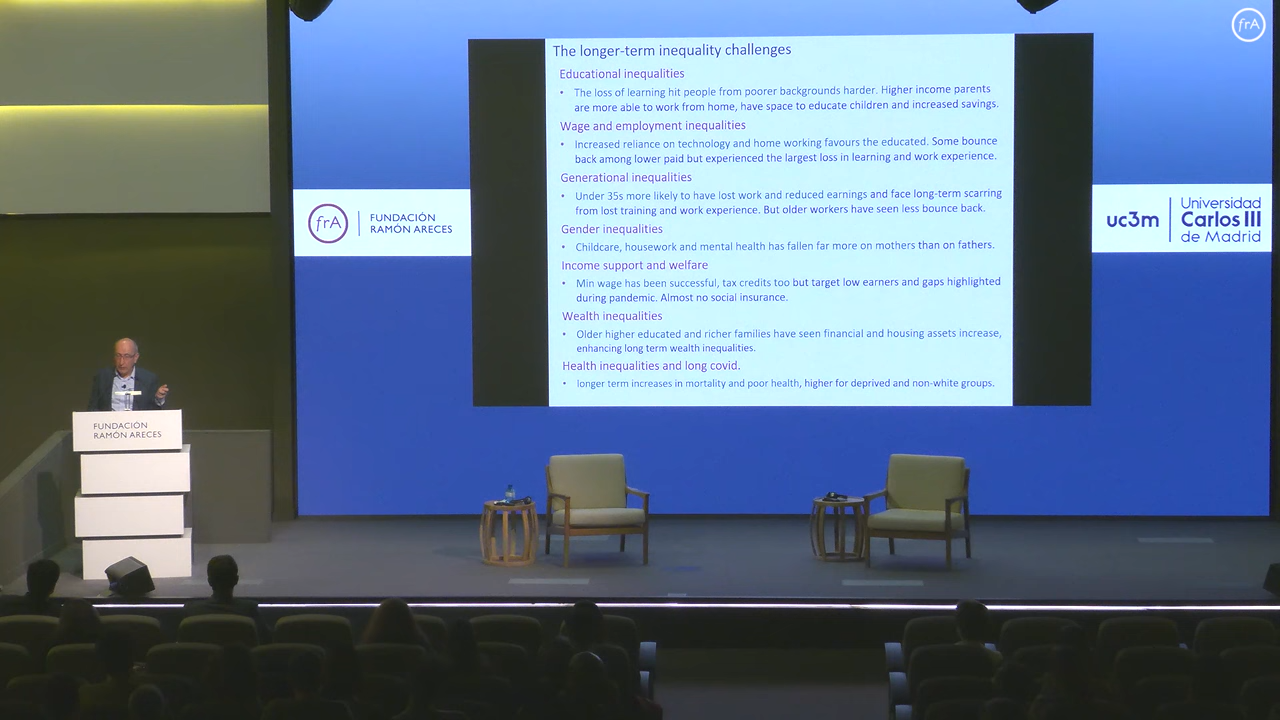 frA
The longer-term inequality challenges
Educational inequalities
• The loss of learning hit people from poorer backgrounds harder. Higher income parents
are more able to work from home, have space to educate children and increased savings.
Wage and employment inequalities
• Increased reliance on technology and home working favours the educated. Some bounce
back among lower paid but experienced the largest loss in learning and work experience.
Generational inequalities
• Under 35s more likely to have lost work and reduced earnings and face long-term scarring
from lost training and work experience. But older workers have seen less bounce back.
Gender inequalities
• Childcare, housework and mental health has fallen far more on mothers than on fathers.
Income support and welfare
• Min wage has been successful, tax credits too but target low earners and gaps highlighted
during pandemic. Almost no social insurance.
Wealth inequalities
• Older higher educated and richer families have seen financial and housing assets increase,
enhancing long term wealth inequalities.
Health inequalities and long covid.
• longer term increases in mortality and poor health, higher for deprived and non-white groups.
frA
FUNDACIÓN
RAMÓN ARECES
uc3m
Universidad
Carlos III
de Madrid
FUNDACIÓN
RAMÓN ARECES